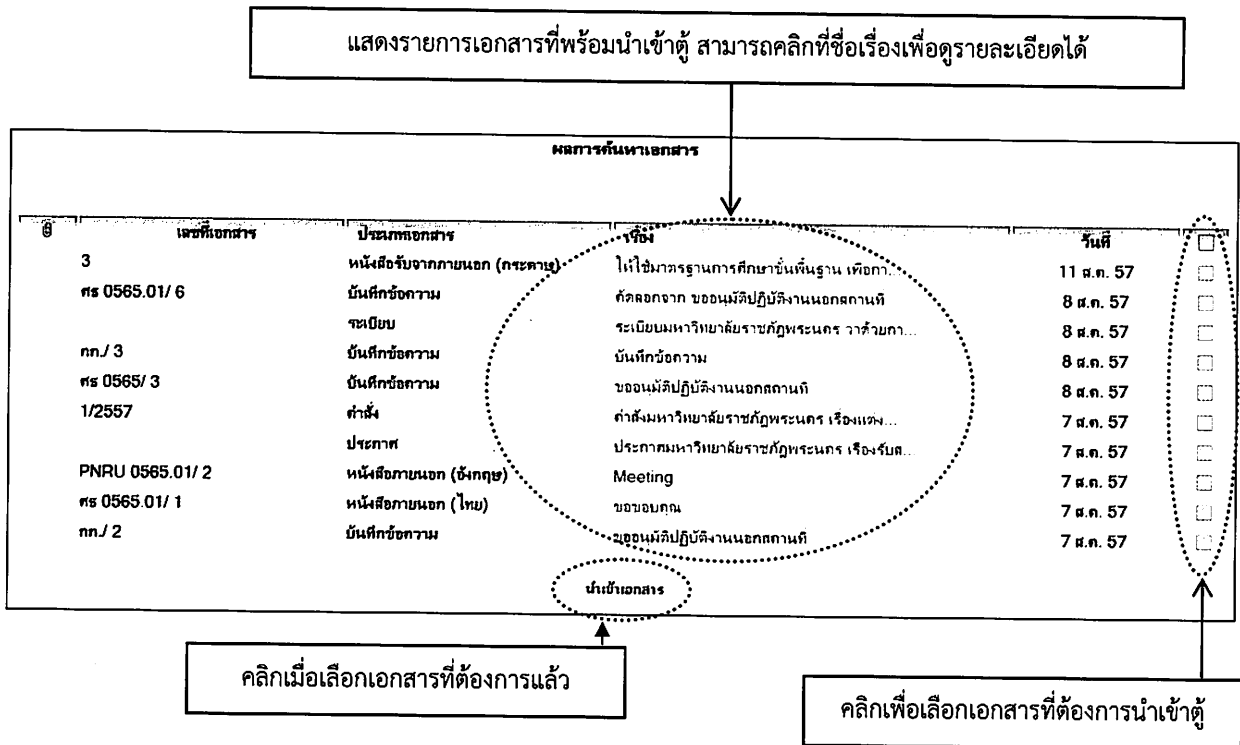 แสดงรายการเอกสารที่พร้อมนำเข้าตู้ สามารถคลิกที่ชื่อเรื่องเพื่อดูรายละเอียดได้
ผลการค้นหาเอกสาร
เลขที่เอกสาร ประเภทเอกสาร เรื่อง วันที่
3 หนังสือรับจากภายนอก (กระดาษ) ให้ใช้มาตรฐานการศึกษาขั้นพื้นฐาน เพื่อกา... 11 ส.ค. 57
ศธ 0565.01/ 6 บันทึกข้อความ คัดลอกจาก ขออนุมัติปฏิบัติงานนอกสถานที่ 8 ส.ค. 57
ระเบียบ ระเบียบมหาวิทยาลัยราชภัฏพระนคร ว่าด้วยกา... 8 ส.ค. 57
กก./ 3 บันทึกข้อความ บันทึกข้อความ 8 ส.ค. 57
ศธ 0565/ 3 บันทึกข้อความ ขออนุมัติปฏิบัติงานนอกสถานที่ 8 ส.ค. 57
1/2557 คำสั่ง คำสั่งมหาวิทยาลัยราชภัฏพระนคร เรื่องแต่ง... 7 ส.ค. 57
ประกาศ ประกาศมหาวิทยาลัยราชภัฏพระนคร เรื่องรับส... 7 ส.ค. 57
PNRU 0565.01/ 2 หนังสือภายนอก (อังกฤษ) Meeting 7 ส.ค. 57
ศธ 0565.01/ 1 หนังสือภายนอก (ไทย) ขอขอบคุณ 7 ส.ค. 57
กก./ 2 บันทึกข้อความ ขออนุมัติปฏิบัติงานนอกสถานที่ 7 ส.ค. 57
นำเข้าเอกสาร
คลิกเมื่อเลือกเอกสารที่ต้องการแล้ว
คลิกเพื่อเลือกเอกสารที่ต้องการนำเข้าตู้